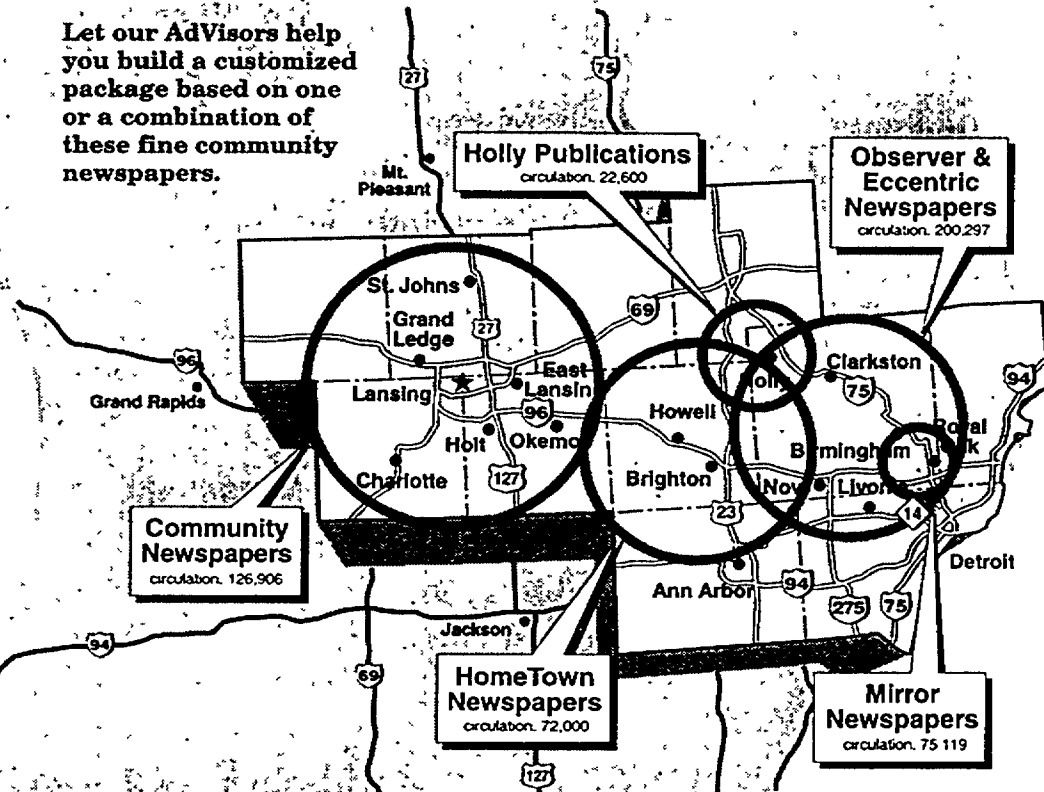 Let our AdVisors help
you build a customized
package based on one
or a combination of
these fine community
newspapers.
27
75
Mt.
Pleasant
Holly Publications
circulation. 22,600
Observer &
Eccentric
Newspapers
circulation. 200,297
St. Johns
Grand
Ledge
27
69
96
Grand Rapids
Lansing
East
Lansin
96
Holt
Okemo
Charlotte
127
Howell
Brighton
23
Holly
Clarkston
75
94
Royal
Birmingham
Nov
Livon
14
Detroit
Community
Newspapers
circulation. 126,906
Ann Arbor
94
275
75
94
Jackson
69
HomeTown
Newspapers
circulation. 72,000
127
Mirror
Newspapers
circulation. 75 119